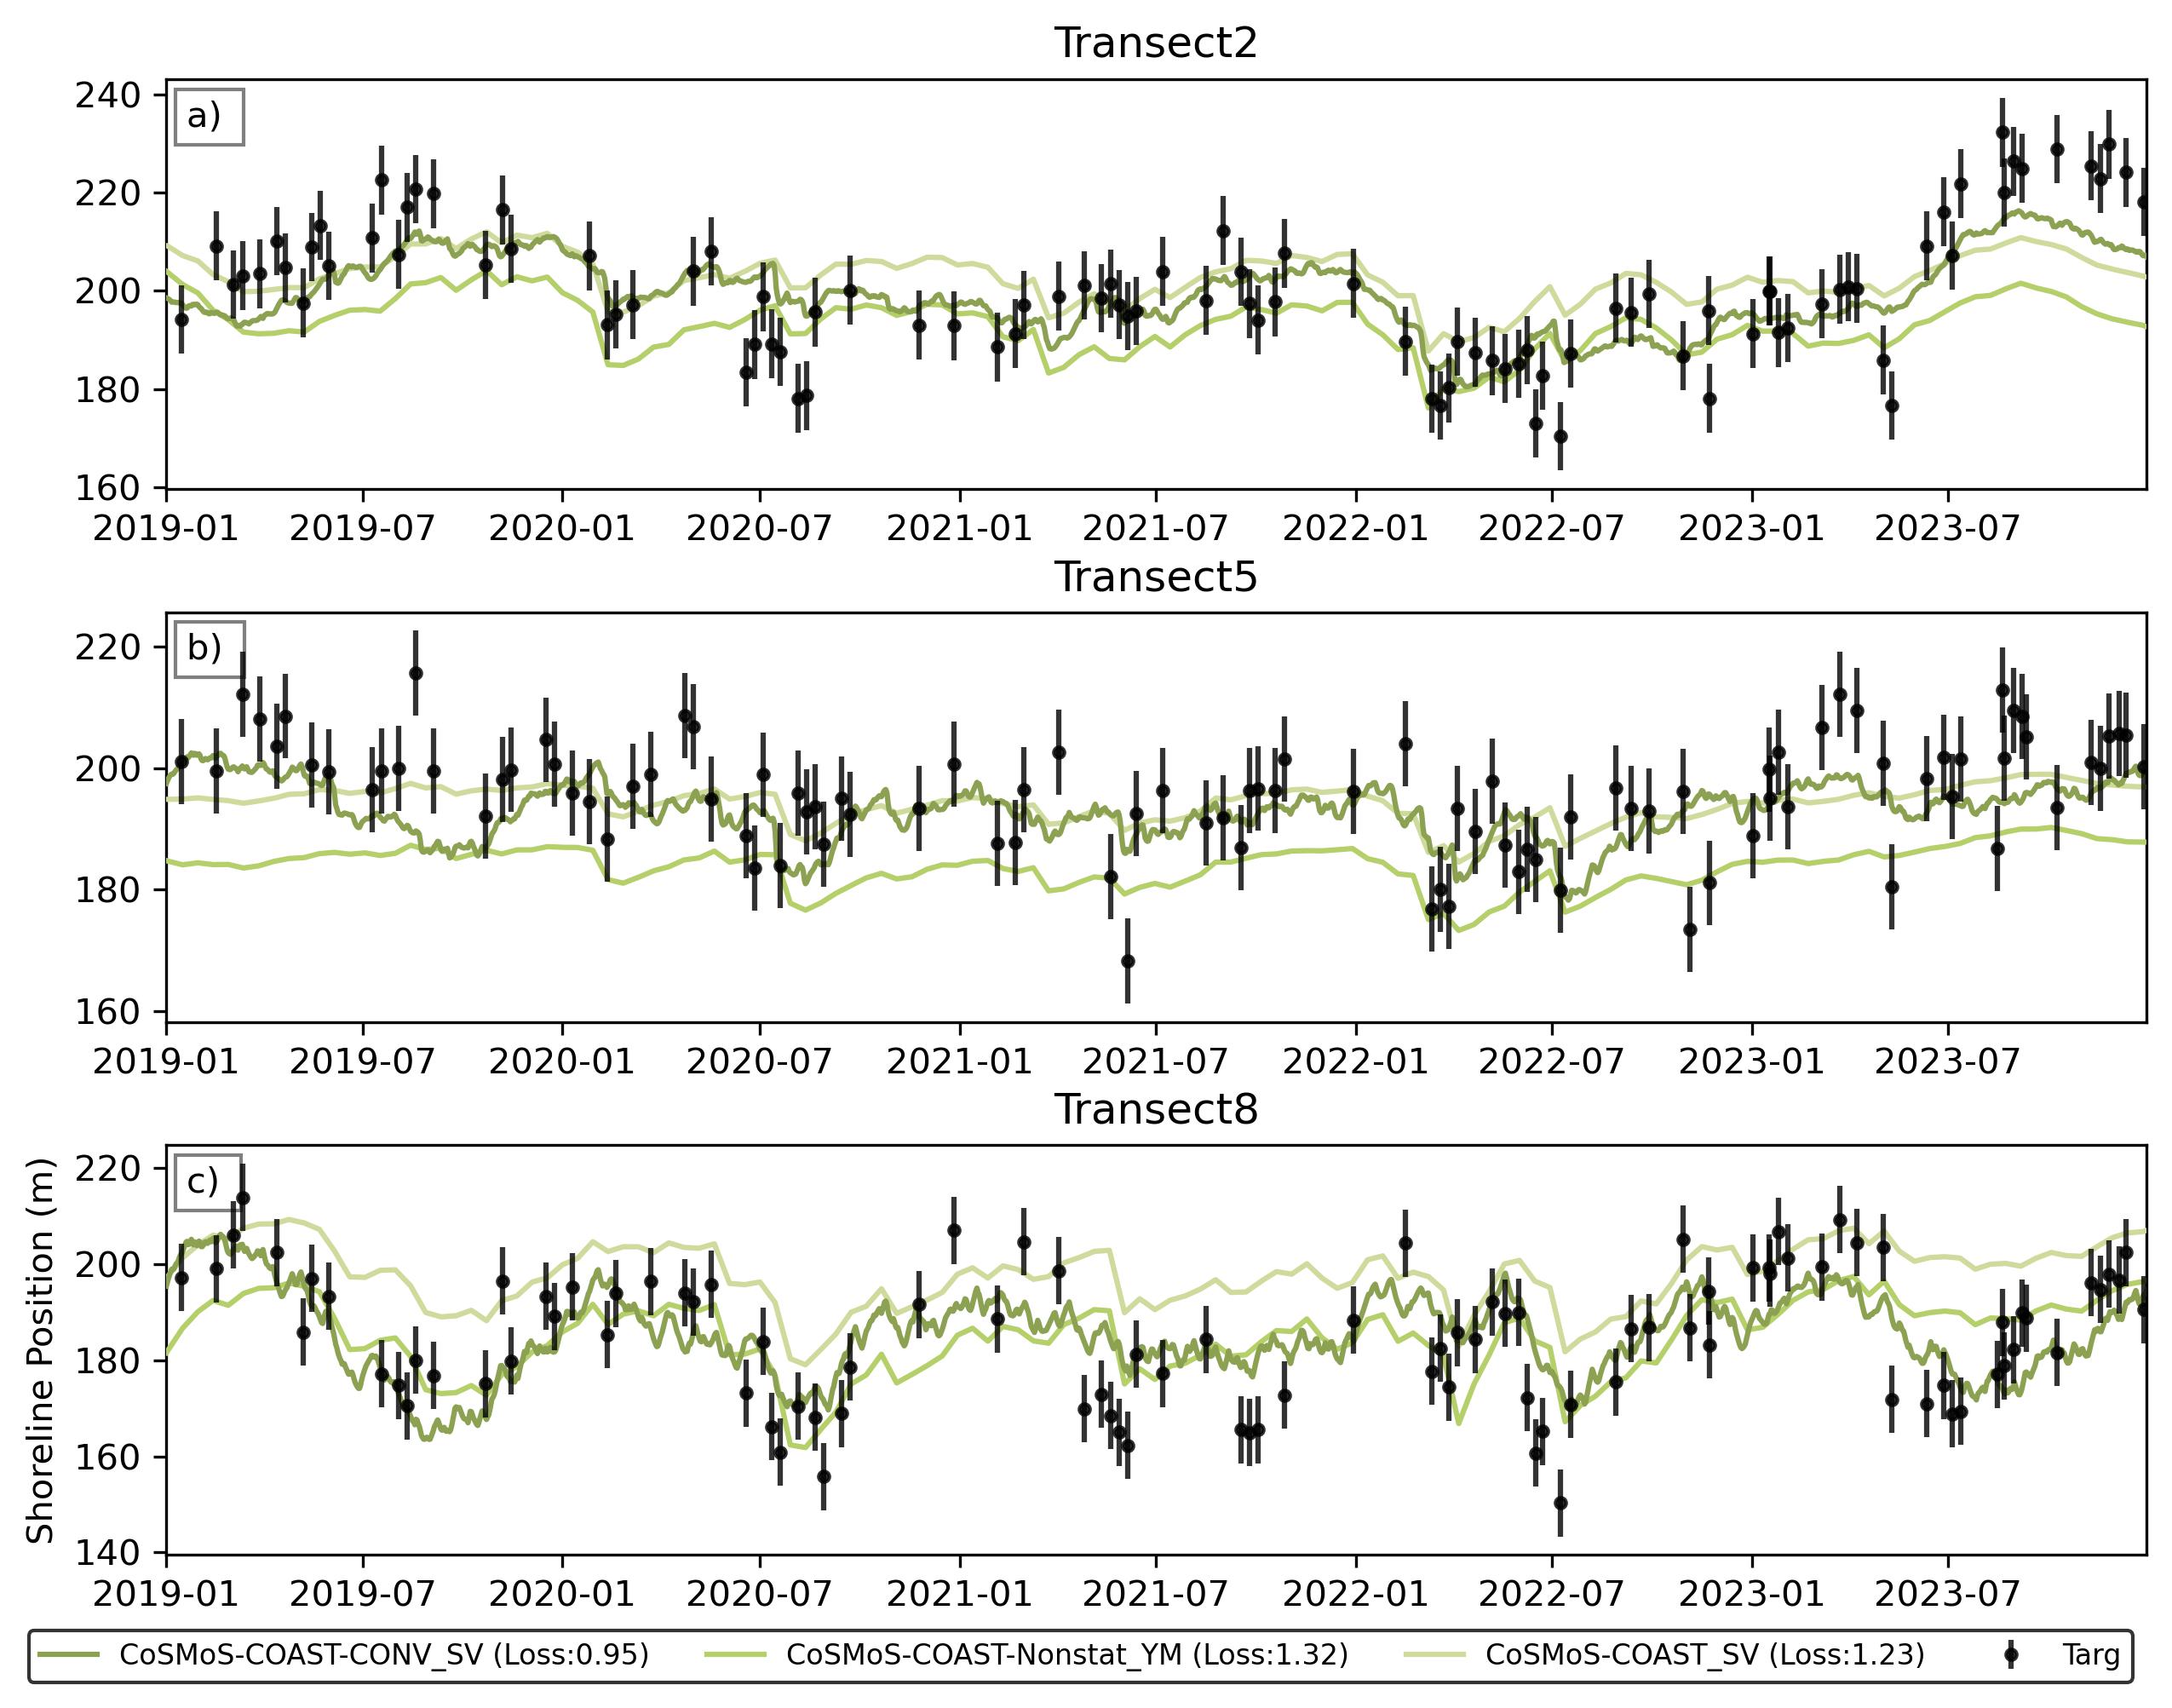 Transect2
a)
240
220
200
180
160
2019-01 2019-07 2020-01 2020-07 2021-01 2021-07 2022-01 2022-07 2023-01 2023-07
Transect5
b)
220
200
180
160
2019-01 2019-07 2020-01 2020-07 2021-01 2021-07 2022-01 2022-07 2023-01 2023-07
Transect8
c)
Shoreline Position (m)
220
200
180
160
140
2019-01 2019-07 2020-01 2020-07 2021-01 2021-07 2022-01 2022-07 2023-01 2023-07
CoSMoS-COAST-CONV_SV (Loss:0.95) CoSMoS-COAST-Nonstat_YM (Loss:1.32) CoSMoS-COAST_SV (Loss:1.23) Targ